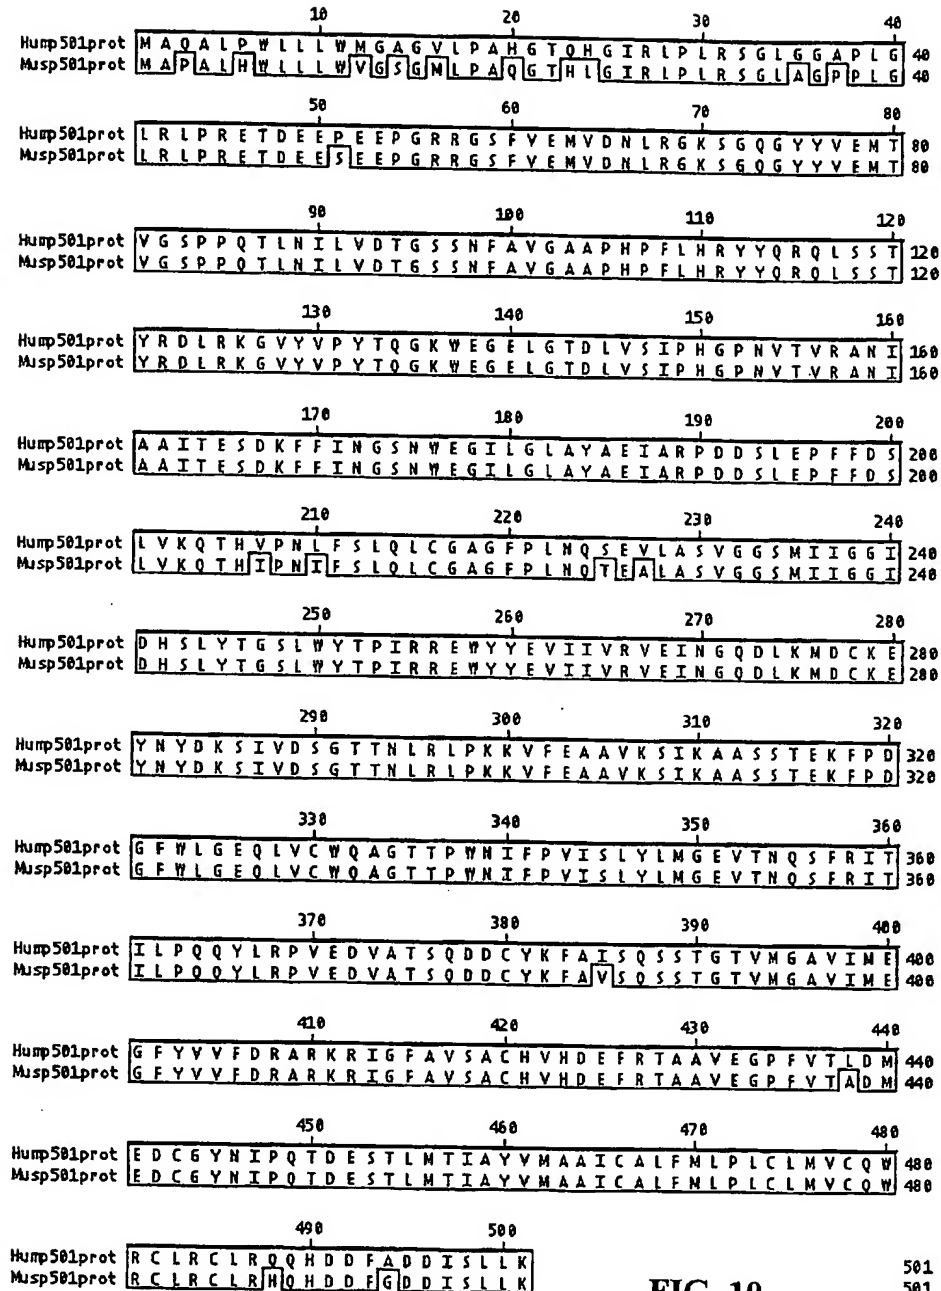 10 20 30 40
Hump501prot M A Q A L P W L L L W M G A G V L P A H G T Q H G I R L P L R S G L G G A P L G 40
Musp501prot M A P A L H W L L L W V G S G M L P A Q G T H L G I R L P L R S G L A G P P L G 40
50 60 70 80
Hump501prot L R L P R E T D E E P E E P G R R G S F V E M V D N L R G K S G Q G Y Y V E M T 80
Musp501prot L R L P R E T D E E S E E P G R R G S F V E M V D N L R G K S G Q G Y Y V E M T 80
90 100 110 120
Hump501prot V G S P P Q T L N I L V D T G S S N F A V G A A P H P F L H R Y Y Q R Q L S S T 120
Musp501prot V G S P P Q T L N I L V D T G S S N F A V G A A P H P F L H R Y Y Q R Q L S S T 120
130 140 150 160
Hump501prot Y R D L R K G V Y V P Y T Q G K W E G E L G T D L V S I P H G P N V T V R A N I 160
Musp501prot Y R D L R K G V Y V P Y T Q G K W E G E L G T D L V S I P H G P N V T V R A N I 160
170 180 190 200
Hump501prot A A I T E S D K F F I N G S N W E G I L G L A Y A E I A R P D D S L E P F F D S 200
Musp501prot A A I T E S D K F F I N G S N W E G I L G L A Y A E I A R P D D S L E P F F D S 200
210 220 230 240
Hump501prot L V K Q T H V P N L F S L Q L C G A G F P L N Q S E V L A S V G G S M I I G G I 240
Musp501prot L V K Q T H I P N I F S L Q L C G A G F P L N Q T E A L A S V G G S M I I G G I 240
250 260 270 280
Hump501prot D H S L Y T G S L W Y T P I R R E W Y Y E V I I V R V E I N G Q D L K M D C K E 280
Musp501prot D H S L Y T G S L W Y T P I R R E W Y Y E V I I V R V E I N G Q D L K M D C K E 280
290 300 310 320
Hump501prot Y N Y D K S I V D S G T T N L R L P K K V F E A A V K S I K A A S S T E K F P D 320
Musp501prot Y N Y D K S I V D S G T T N L R L P K K V F E A A V K S I K A A S S T E K F P D 320
330 340 350 360
Hump501prot G F W L G E Q L V C W Q A G T T P W N I F P V I S L Y L M G E V T N Q S F R I T 360
Musp501prot G F W L G E Q L V C W Q A G T T P W N I F P V I S L Y L M G E V T N Q S F R I T 360
370 380 390 400
Hump501prot I L P Q Q Y L R P V E D V A T S Q D D C Y K F A I S Q S S T G T V M G A V I M E 400
Musp501prot I L P Q Q Y L R P V E D V A T S Q D D C Y K F A V S Q S S T G T V M G A V I M E 400
410 420 430 440
Hump501prot G F Y V V F D R A R K R I G F A V S A C H V H D E F R T A A V E G P F V T L D M 440
Musp501prot G F Y V V F D R A R K R I G F A V S A C H V H D E F R T A A V E G P F V T A D M 440
450 460 470 480
Hump501prot E D C G Y N I P Q T D E S T L M T I A Y V M A A I C A L F M L P L C L M V C Q W 480
Musp501prot E D C G Y N I P Q T D E S T L M T I A Y V M A A I C A L F M L P L C L M V C Q W 480
490 500
Hump501prot R C L R C L R Q Q H D D F A D D I S L L K 501
Musp501prot R C L R C L R H Q H D D F G D D I S L L K 501
FIG. 10